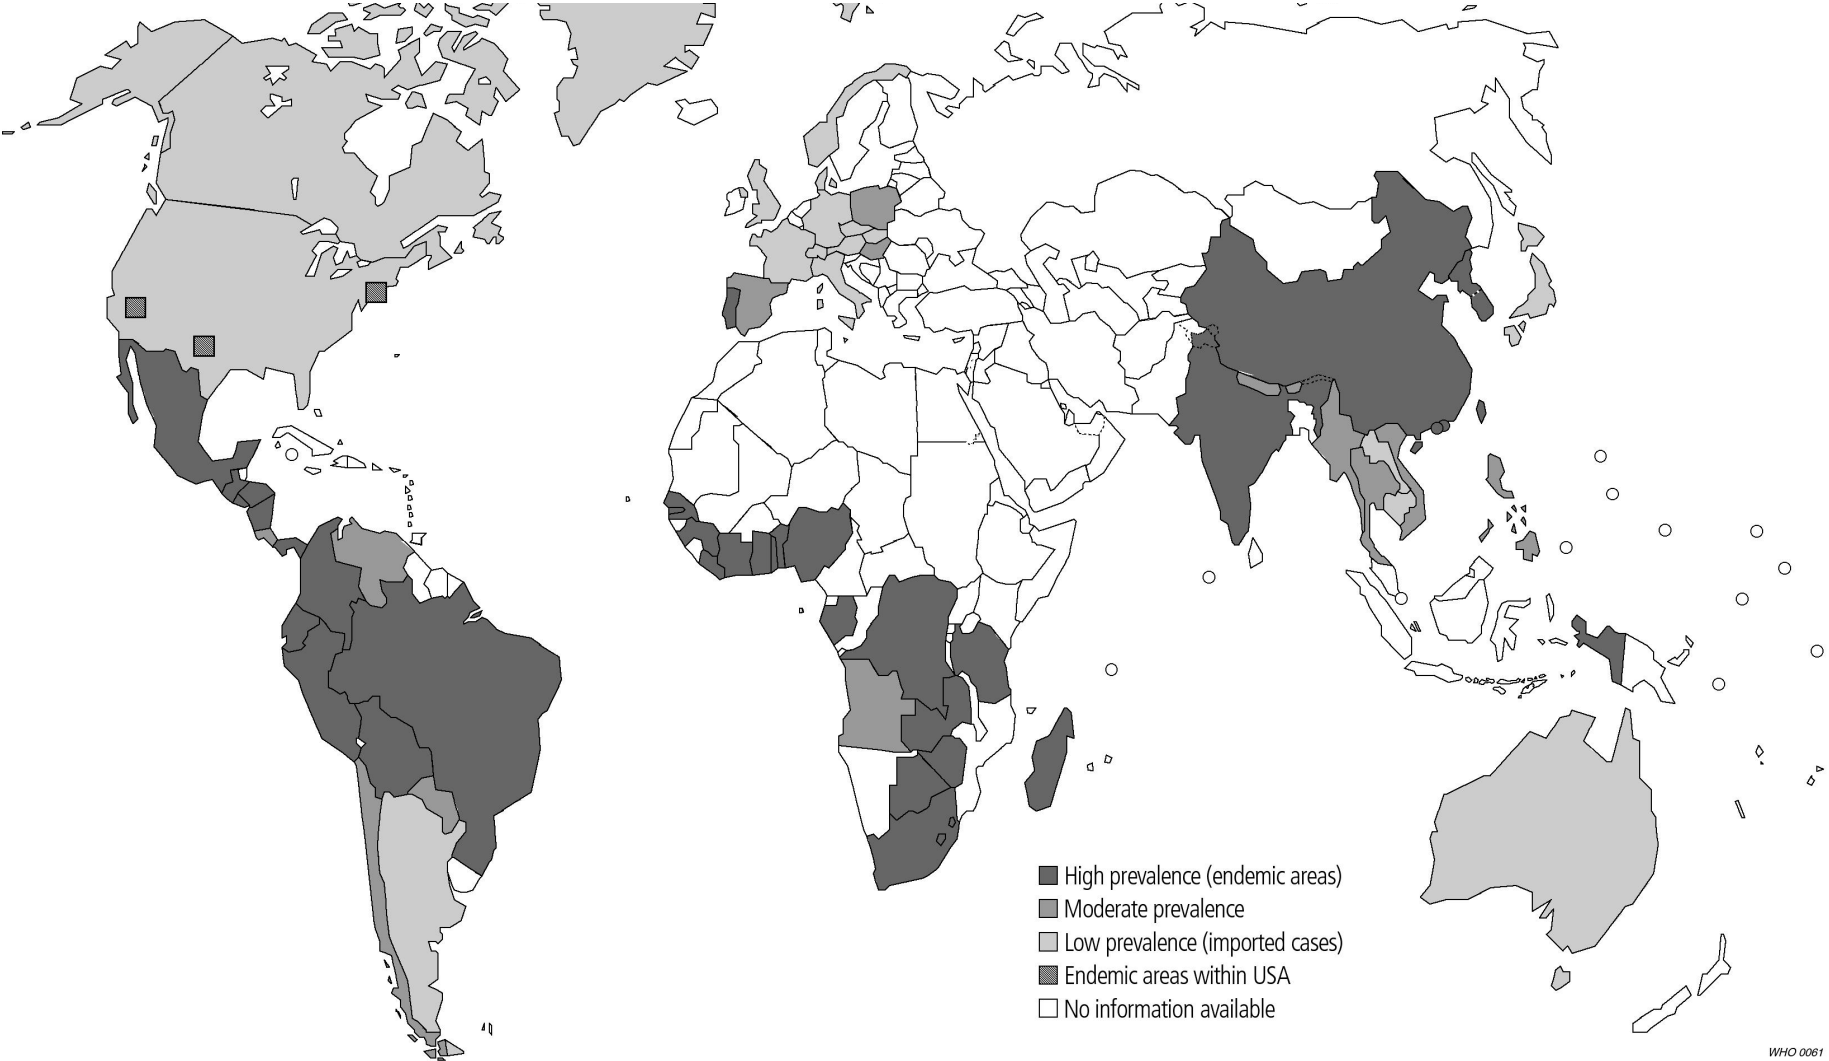 High prevalence (endemic areas)
Moderate prevalence
Low prevalence (imported cases)
Endemic areas within USA
No information available
WHO 0061